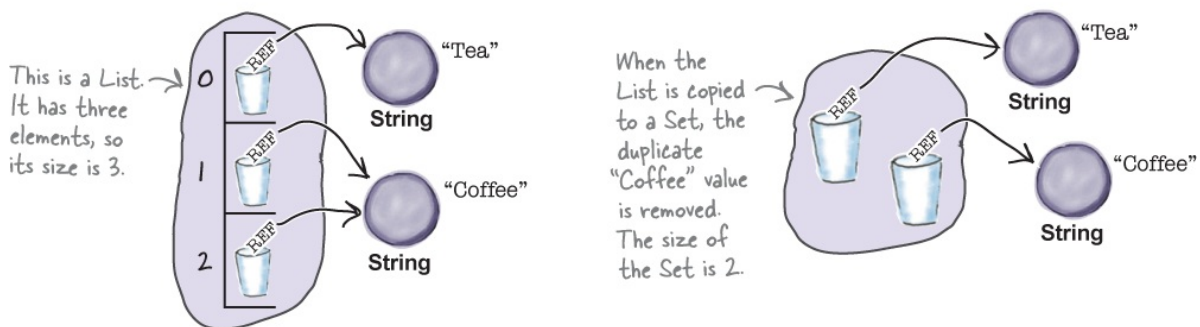 This is a List.
It has three
elements, so
its size is 3.
0
REF
"Tea"
String
1
REF
"Coffee"
String
2
REF
When the
List is copied
to a Set, the
duplicate
"Coffee" value
is removed.
The size of
the Set is 2.
REF
"Tea"
String
REF
"Coffee"
String